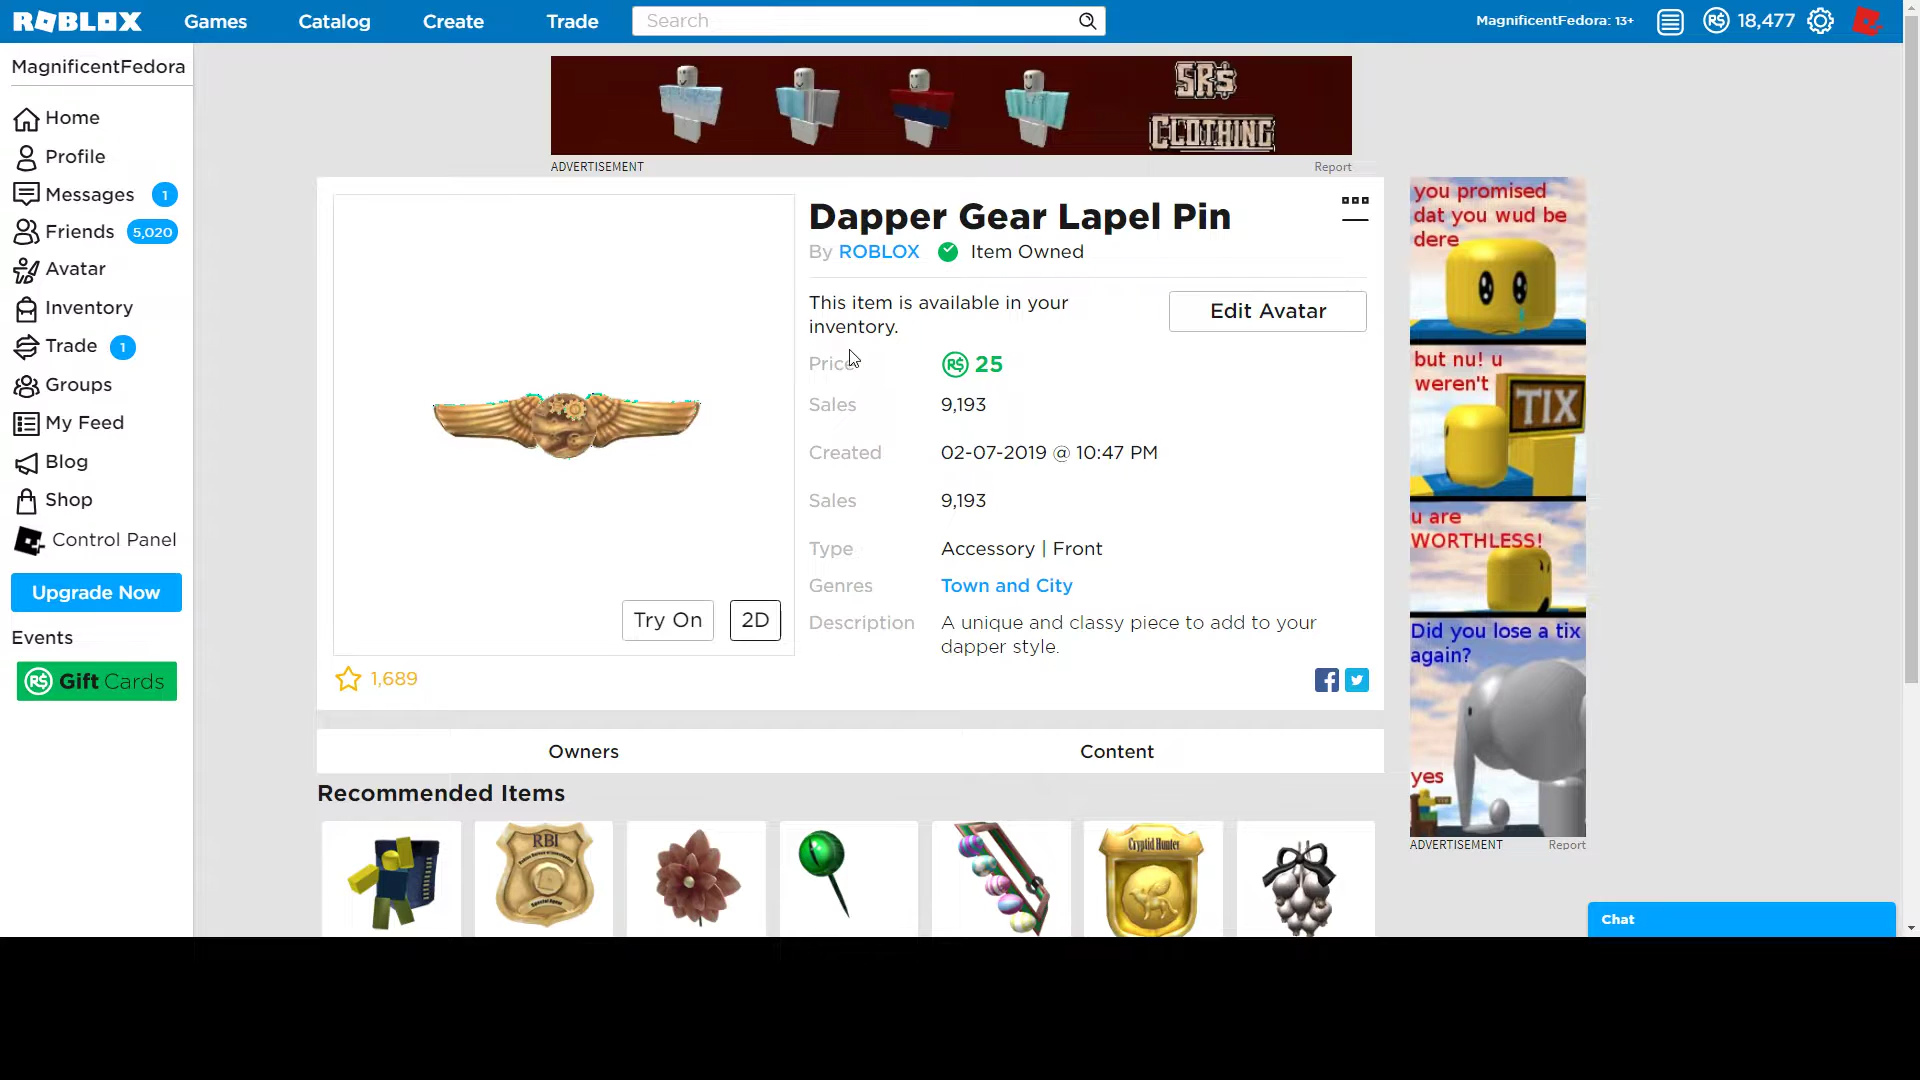 ROBLOX
Games
Catalog
Create
Trade
Search
MagnificentFedora: 13+
R$ 18,477
MagnificentFedora
Home
Profile
Messages 1
Friends 5,020
Avatar
Inventory
Trade 1
Groups
My Feed
Blog
Shop
Control Panel
Upgrade Now
Events
R$ Gift Cards
5R$
CLOTHING
ADVERTISEMENT
Report
Dapper Gear Lapel Pin
By ROBLOX Item Owned
This item is available in your
inventory.
Edit Avatar
Price R$ 25
Sales 9,193
Created 02-07-2019 @ 10:47 PM
Sales 9,193
Type Accessory | Front
Genres Town and City
Description A unique and classy piece to add to your
dapper style.
Try On
2D
1,689
Owners
Content
Recommended Items
RBI
Cryptid Hunter
you promised
dat you wud be
dere
but nu! u
weren't
TIX
u are
WORTHLESS!
Did you lose a tix
again?
yes
ADVERTISEMENT
Report
Chat